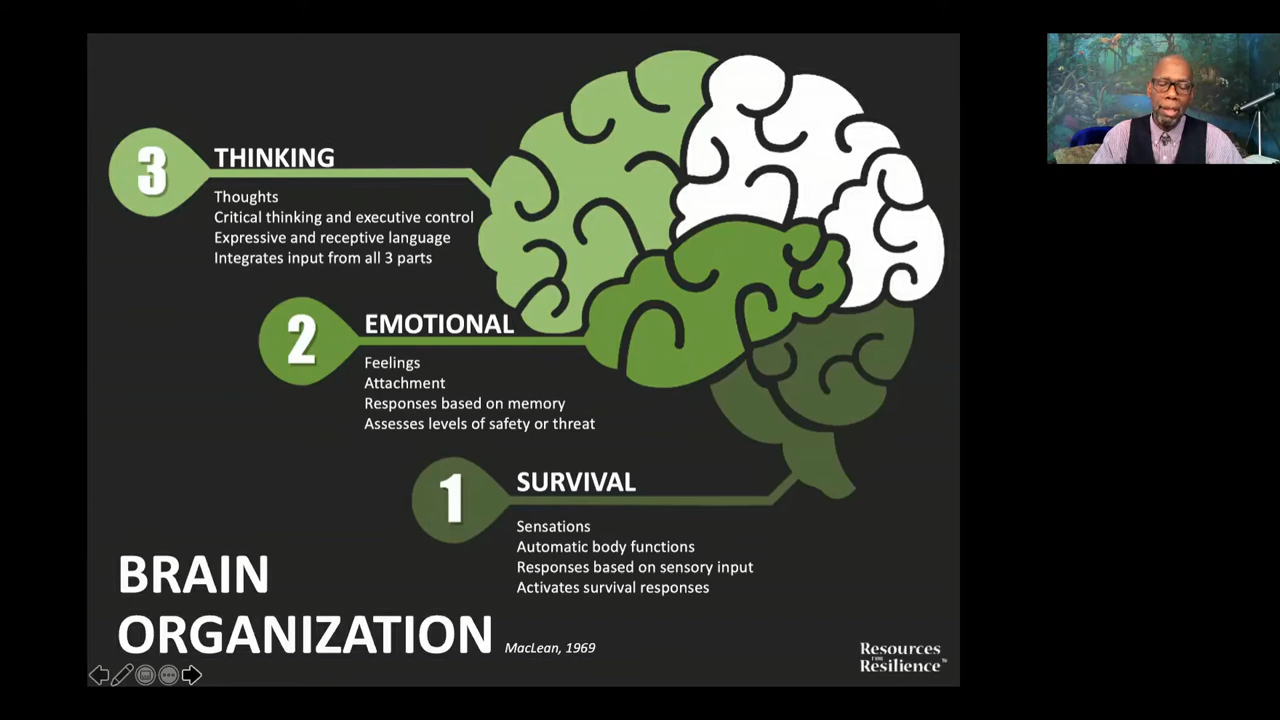 3
THINKING
Thoughts
Critical thinking and executive control
Expressive and receptive language
Integrates input from all 3 parts
2
EMOTIONAL
Feelings
Attachment
Responses based on memory
Assesses levels of safety or threat
1
SURVIVAL
Sensations
Automatic body functions
Responses based on sensory input
Activates survival responses
BRAIN
ORGANIZATION
MacLean, 1969
Resources
FOR
Resilience™